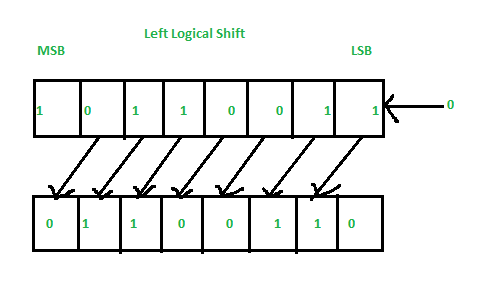 Left Logical Shift
MSB LSB
1 0 1 1 0 0 1 1 0
0 1 1 0 0 1 1 0